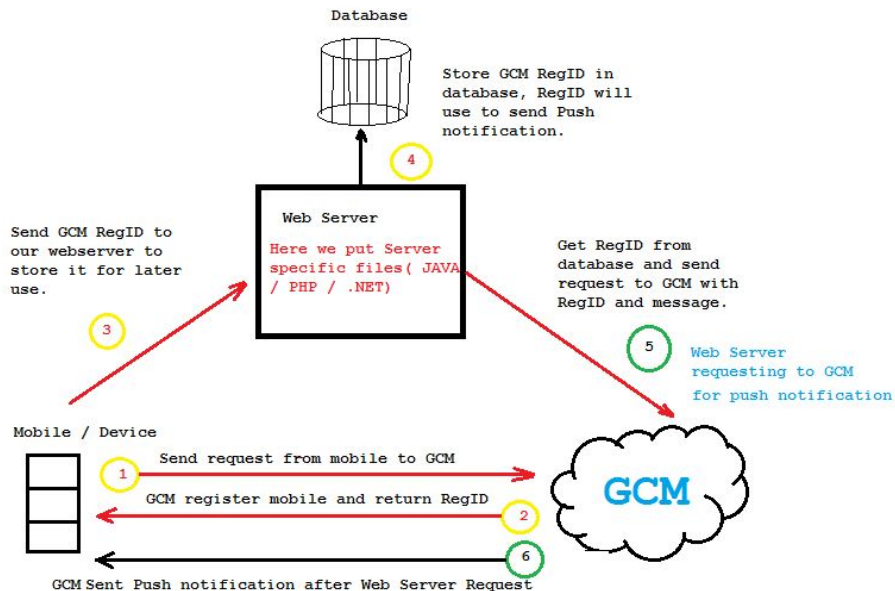 Database
Store GCM RegID in
database, RegID will
use to send Push
notification.
4
Web Server
Here we put Server
specific files( JAVA
/ PHP / .NET)
Send GCM RegID to
our webserver to
store it for later
use.
3
Get RegID from
database and send
request to GCM with
RegID and message.
5
Web Server
requesting to GCM
for push notification
Mobile / Device
1
Send request from mobile to GCM
GCM register mobile and return RegID
2
GCM
6
GCM Sent Push notification after Web Server Request